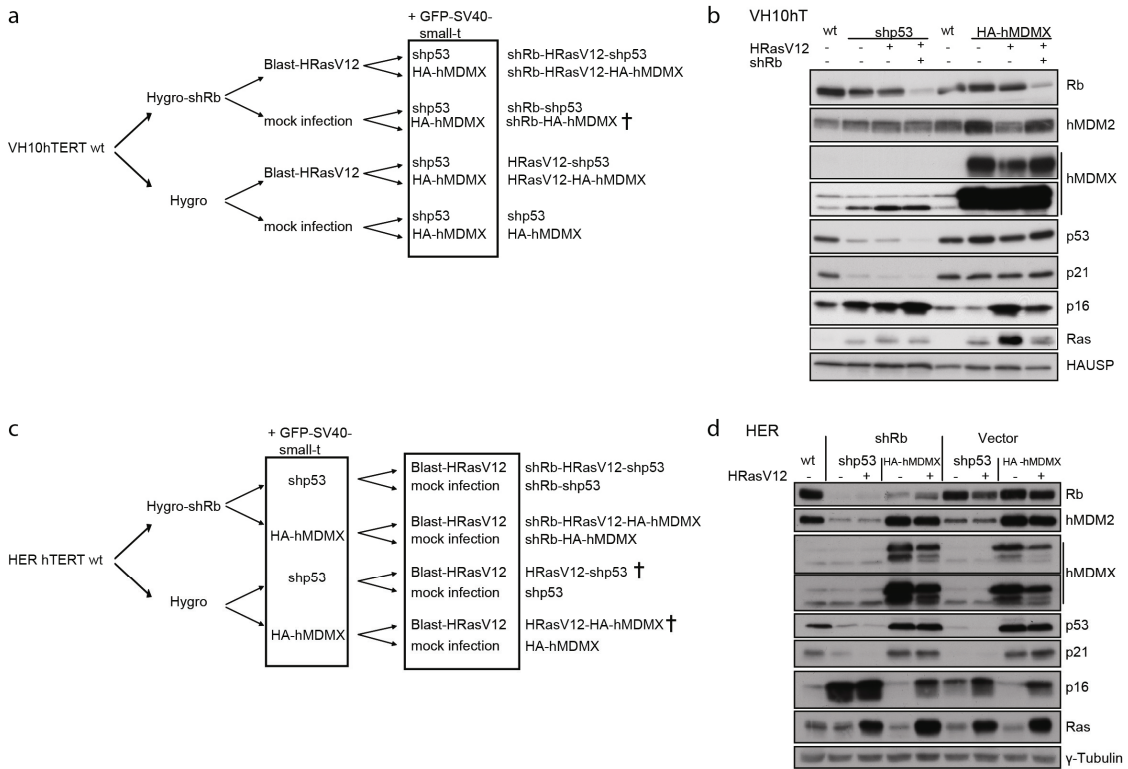 a
+ GFP-SV40-
small-t
VH10hTERT wt
Hygro-shRb
Hygro
Blast-HRasV12
mock infection
Blast-HRasV12
mock infection
shp53 shRb-HRasV12-shp53
HA-hMDMX shRb-HRasV12-HA-hMDMX
shp53 shRb-shp53
HA-hMDMX shRb-HA-hMDMX †
shp53 HRasV12-shp53
HA-hMDMX HRasV12-HA-hMDMX
shp53 shp53
HA-hMDMX HA-hMDMX
b VH10hT
wt shp53 wt HA-hMDMX
HRasV12 - - + + - - + +
shRb - - - + - - - +
Rb
hMDM2
hMDMX
p53
p21
p16
Ras
HAUSP
c
+ GFP-SV40-
small-t
HER hTERT wt
Hygro-shRb
Hygro
shp53
HA-hMDMX
shp53
HA-hMDMX
Blast-HRasV12 shRb-HRasV12-shp53
mock infection shRb-shp53
Blast-HRasV12 shRb-HRasV12-HA-hMDMX
mock infection shRb-HA-hMDMX
Blast-HRasV12 HRasV12-shp53 †
mock infection shp53
Blast-HRasV12 HRasV12-HA-hMDMX †
mock infection HA-hMDMX
d HER
shRb Vector
wt shp53 HA-hMDMX shp53 HA-hMDMX
HRasV12 - - + - + - + - +
Rb
hMDM2
hMDMX
p53
p21
p16
Ras
γ-Tubulin